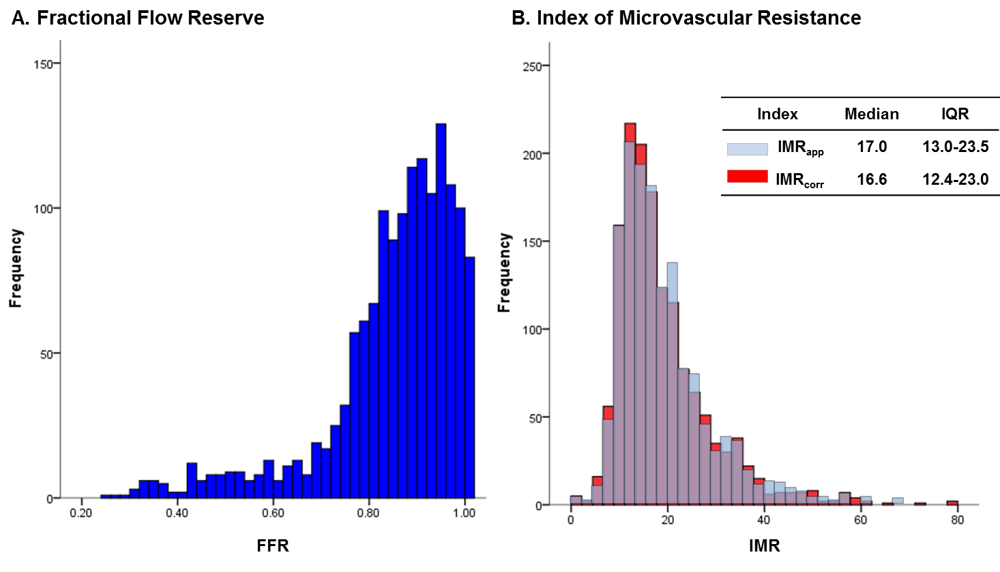 A. Fractional Flow Reserve
150
100
50
0
Frequency
0.20 0.40 0.60 0.80 1.00
FFR
B. Index of Microvascular Resistance
250
200
150
100
50
0
Frequency
0 20 40 60 80
IMR
Index Median IQR
IMRapp 17.0 13.0-23.5
IMRcorr 16.6 12.4-23.0